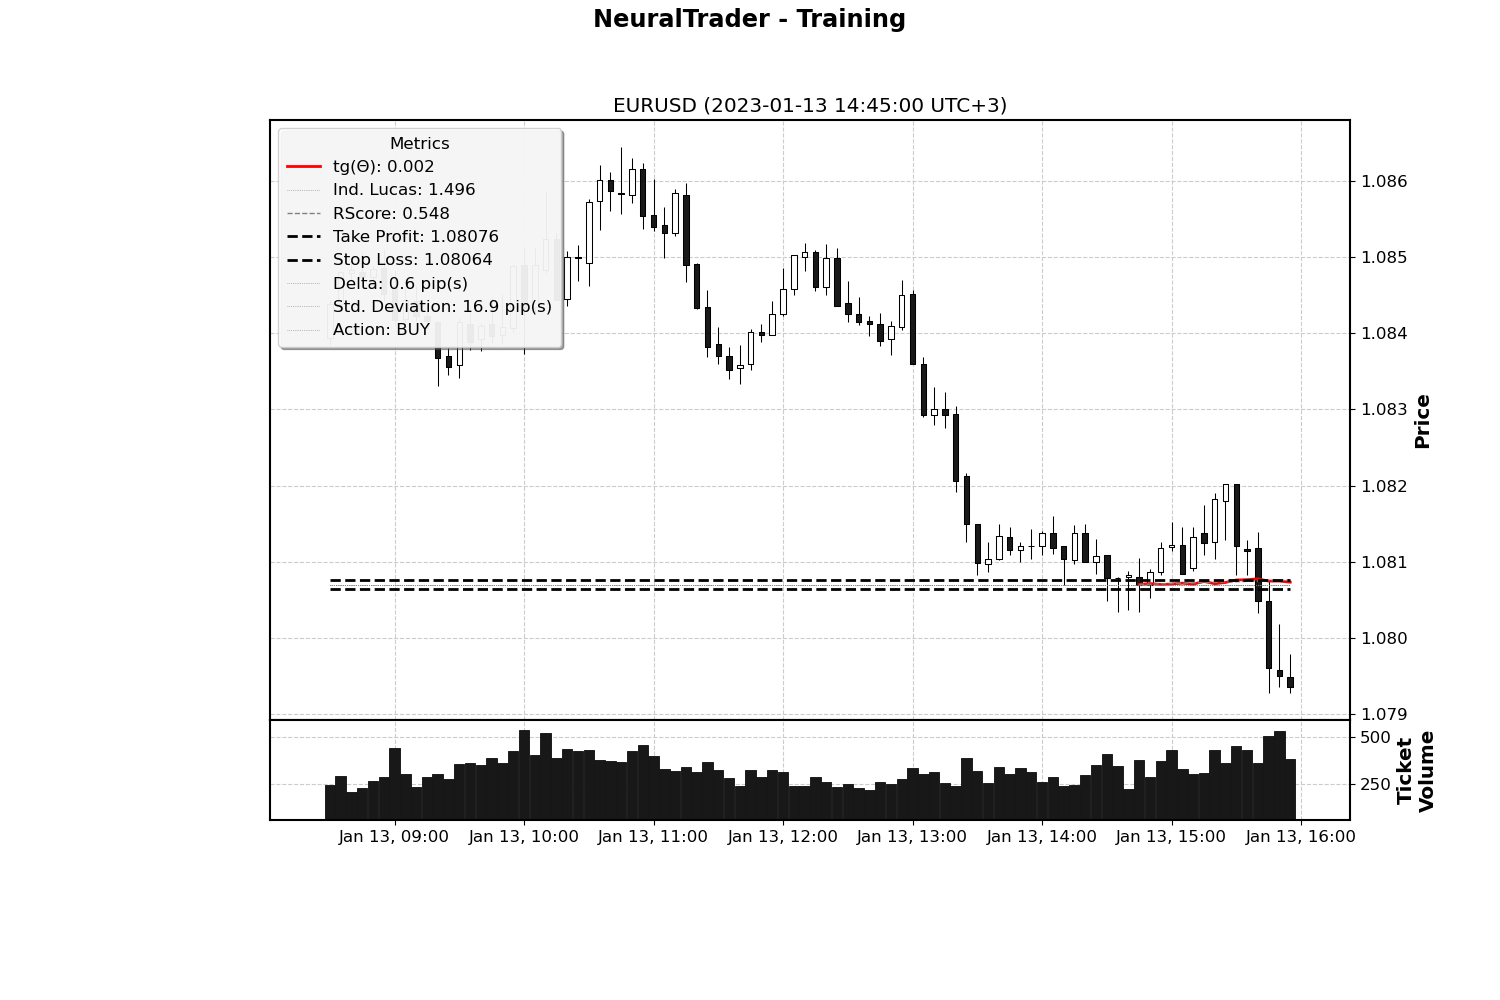 NeuralTrader - Training
EURUSD (2023-01-13 14:45:00 UTC+3)
Metrics
tg(Θ): 0.002
Ind. Lucas: 1.496
RScore: 0.548
Take Profit: 1.08076
Stop Loss: 1.08064
Delta: 0.6 pip(s)
Std. Deviation: 16.9 pip(s)
Action: BUY
1.086
1.085
1.084
1.083
1.082
1.081
1.080
1.079
Price
500
250
Ticket
Volume
Jan 13, 09:00 Jan 13, 10:00 Jan 13, 11:00 Jan 13, 12:00 Jan 13, 13:00 Jan 13, 14:00 Jan 13, 15:00 Jan 13, 16:00